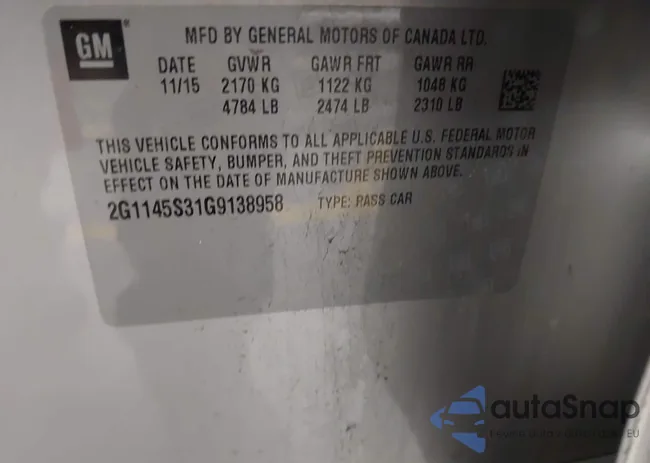 GM
MFD BY GENERAL MOTORS OF CANADA LTD.
DATE GVWR GAWR FRT GAWR RR
11/15 2170 KG 1122 KG 1048 KG
4784 LB 2474 LB 2310 LB
THIS VEHICLE CONFORMS TO ALL APPLICABLE U.S. FEDERAL MOTOR
VEHICLE SAFETY, BUMPER, AND THEFT PREVENTION STANDARDS IN
EFFECT ON THE DATE OF MANUFACTURE SHOWN ABOVE.
2G1145S31G9138958 TYPE: PASS CAR
autaSnap
EU